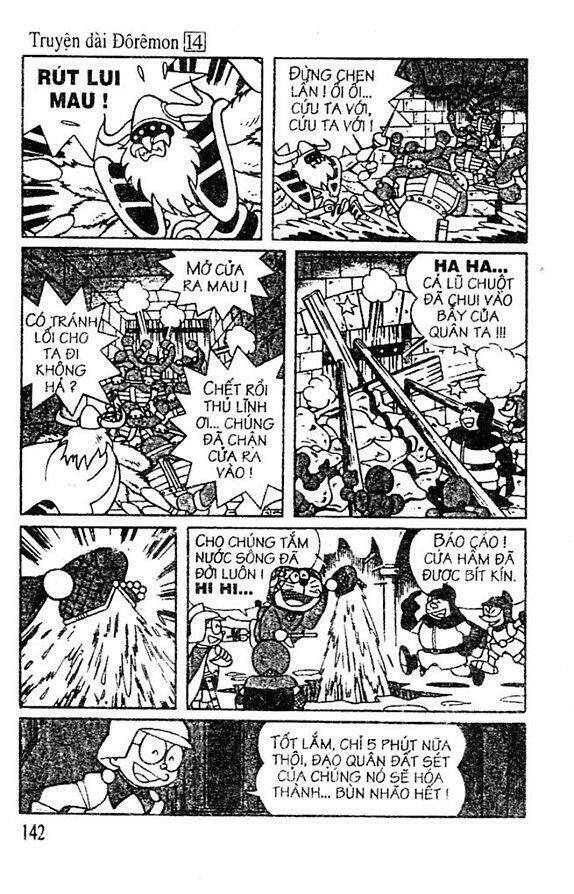 Truyện dài Đôrêmon 14
RÚT LUI
MAU !
ĐỪNG CHEN
LẤN ! ỐI ỐI...
CỨU TA VỚI,
CỨU TA VỚI !
MỞ CỬA
RA MAU !
CÓ TRÁNH
LỐI CHO
TA ĐI
KHÔNG
HẢ ?
CHẾT RỒI
THỦ LĨNH
ƠI... CHÚNG
ĐÃ CHẬN
CỬA RA
VÀO !
HA HA...
CẢ LŨ CHUỘT
ĐÃ CHUI VÀO
BẪY CỦA
QUÂN TA !!!
CHO CHÚNG TẮM
NƯỚC SÔNG ĐÃ
ĐỜI LUÔN !
HI HI...
BÁO CÁO !
CỬA HẦM ĐÃ
ĐƯỢC BÍT KÍN.
TỐT LẮM, CHỈ 5 PHÚT NỮA
THÔI, ĐẠO QUÂN ĐẤT SÉT
CỦA CHÚNG NÓ SẼ HÓA
THÀNH... BÙN NHÃO HẾT !
142